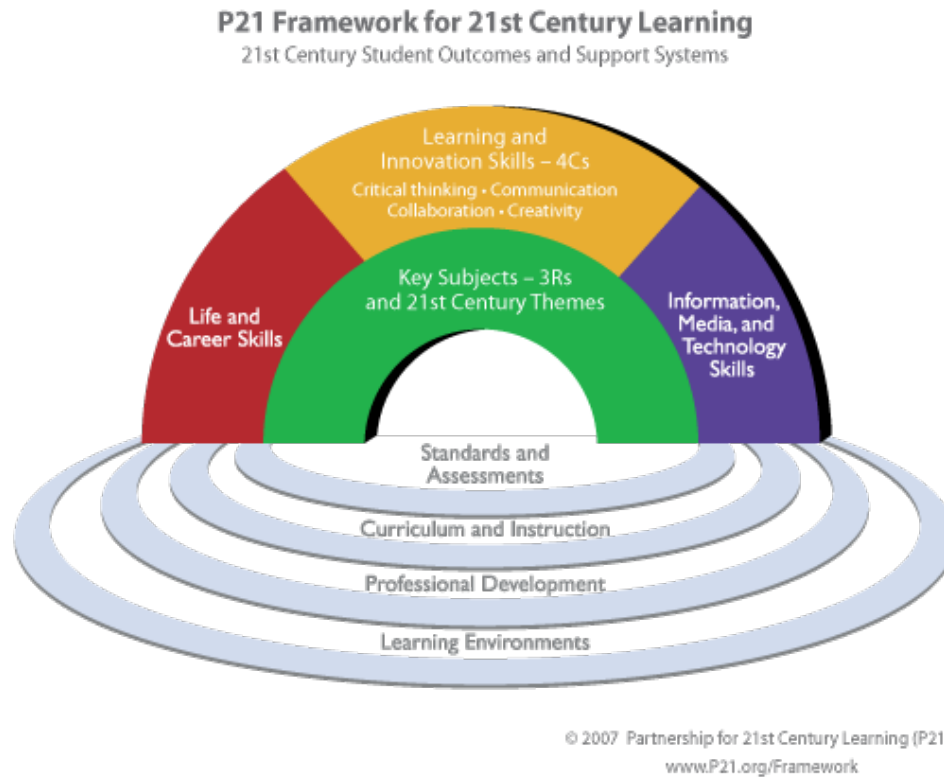 P21 Framework for 21st Century Learning
21st Century Student Outcomes and Support Systems
Learning and
Innovation Skills – 4Cs
Critical thinking • Communication
Collaboration • Creativity
Key Subjects – 3Rs
and 21st Century Themes
Life and
Career Skills
Information,
Media, and
Technology
Skills
Standards and
Assessments
Curriculum and Instruction
Professional Development
Learning Environments
© 2007 Partnership for 21st Century Learning (P21
www.P21.org/Framework